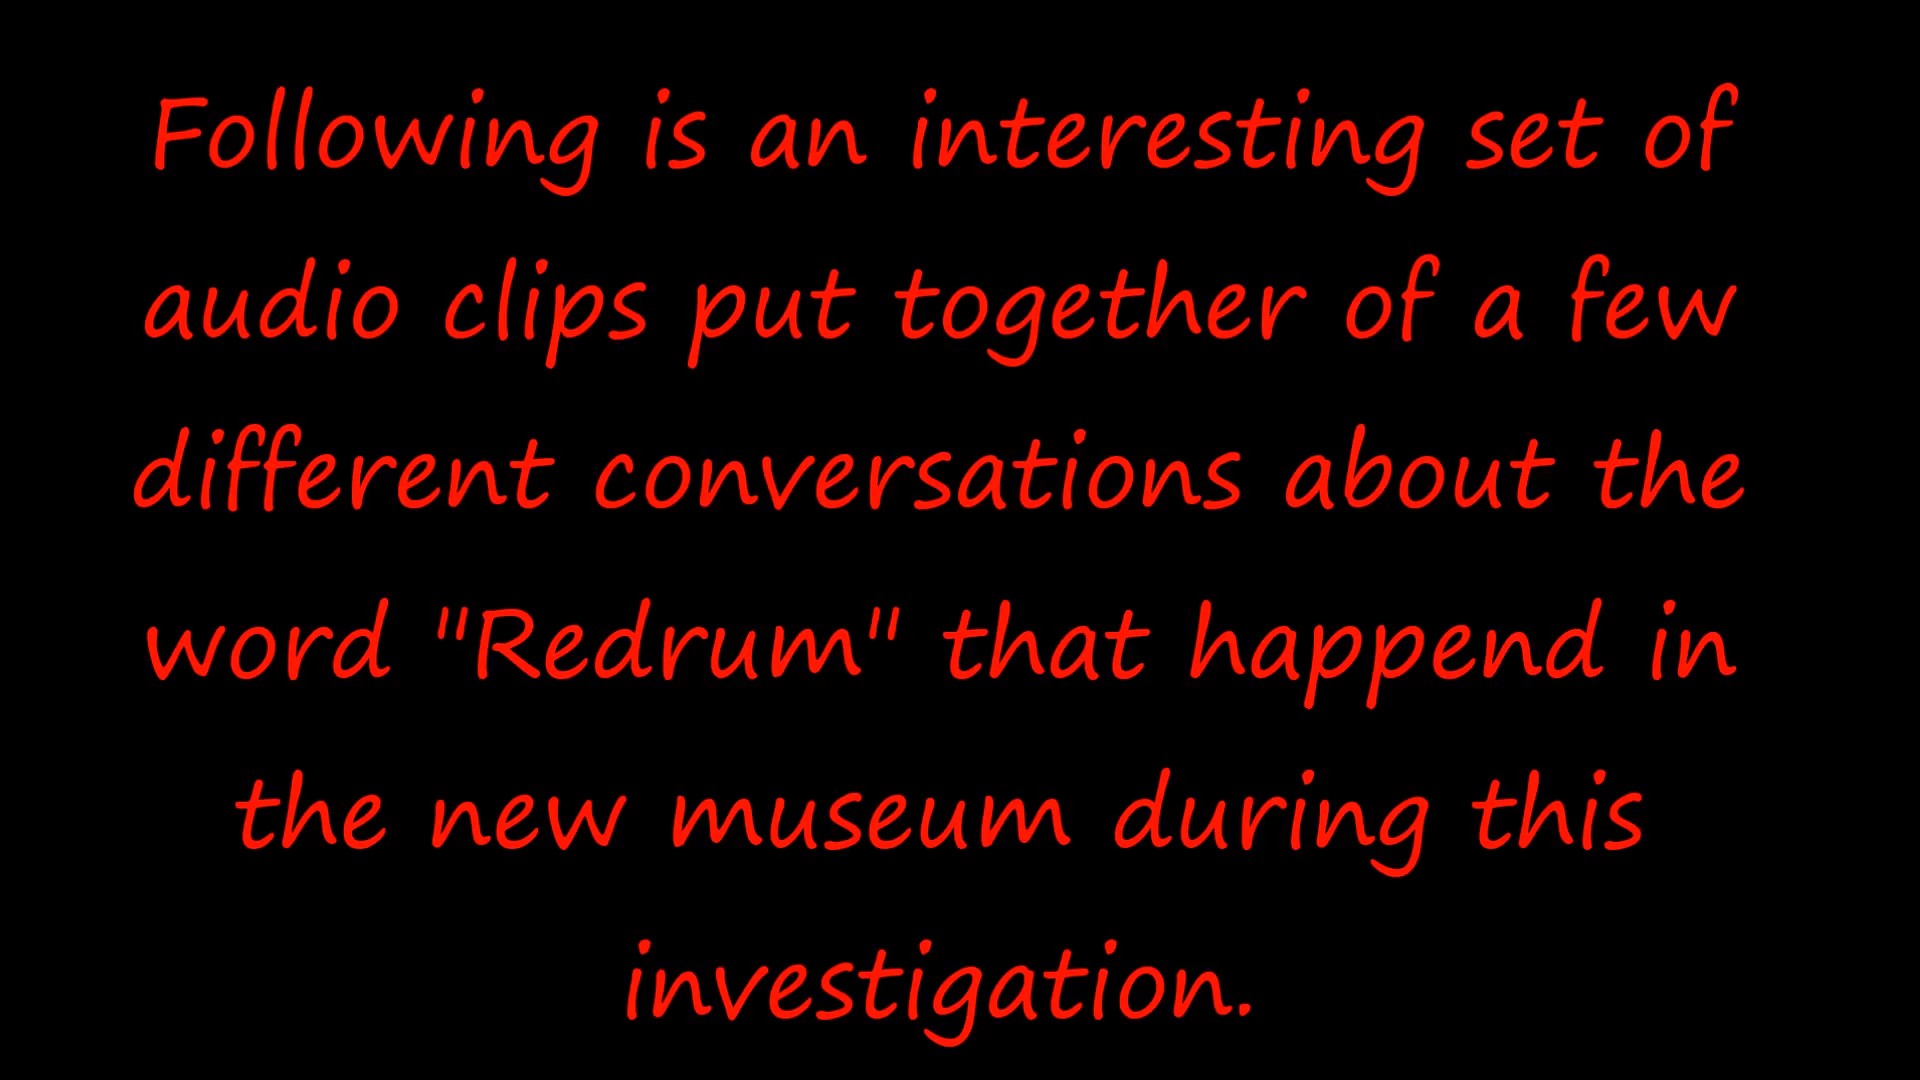 Following is an interesting set of
audio clips put together of a few
different conversations about the
word "Redrum" that happend in
the new museum during this
investigation.